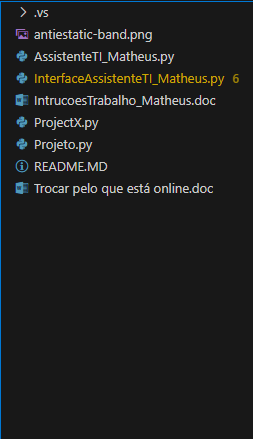 .vs
antiestatic-band.png
AssistenteTI_Matheus.py
InterfaceAssistenteTI_Matheus.py 6
IntrucoesTrabalho_Matheus.doc
ProjectX.py
Projeto.py
README.MD
Trocar pelo que está online.doc